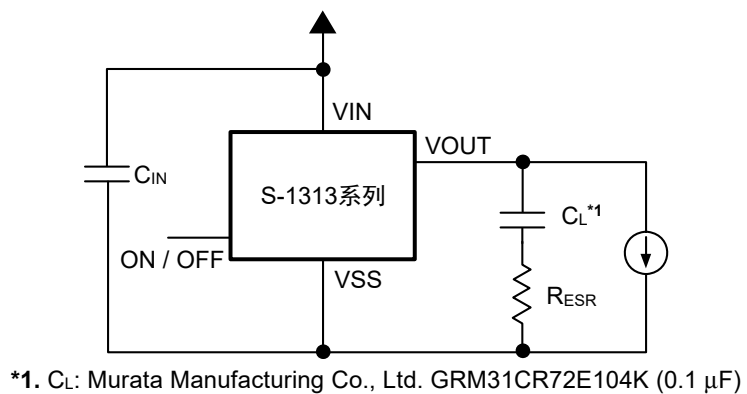 VIN
VOUT
CIN
S-1313系列
CL*1
ON / OFF
VSS
RESR
*1. CL: Murata Manufacturing Co., Ltd. GRM31CR72E104K (0.1 μF)